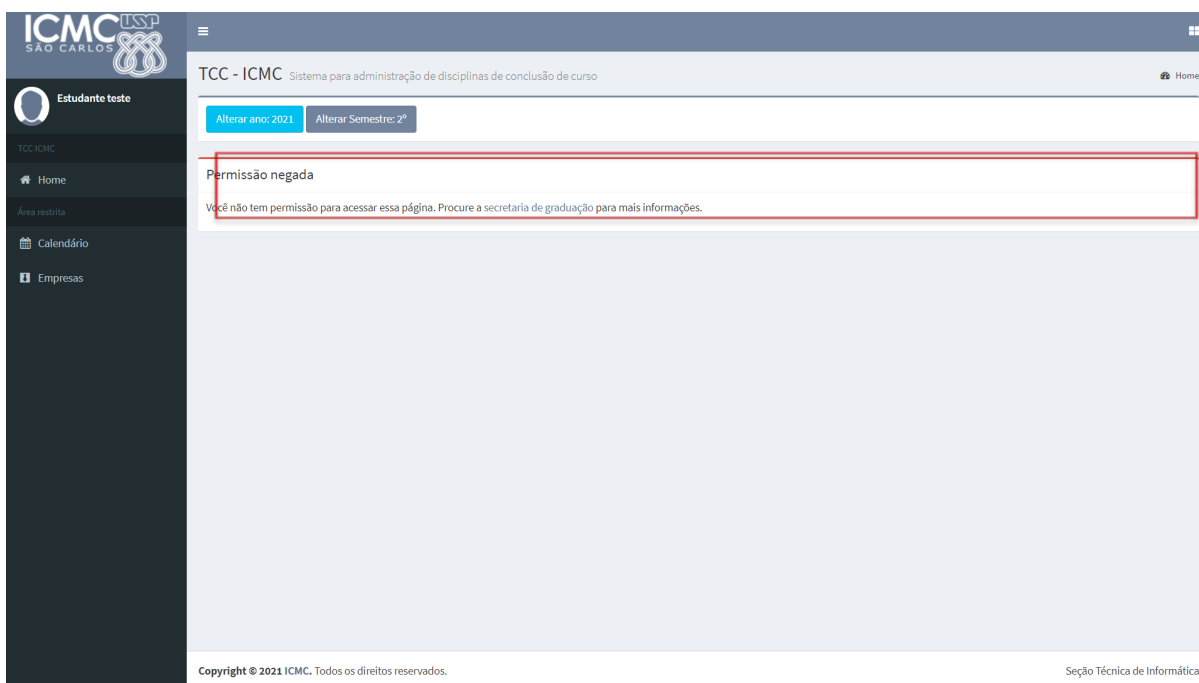 ICMC USP
SÃO CARLOS
TCC - ICMC Sistema para administração de disciplinas de conclusão de curso
Home
Estudante teste
Alterar ano: 2021 Alterar Semestre: 2º
TCC ICMC
Home
Área restrita
Calendário
Empresas
Permissão negada
Você não tem permissão para acessar essa página. Procure a secretaria de graduação para mais informações.
Copyright © 2021 ICMC. Todos os direitos reservados.
Seção Técnica de Informática